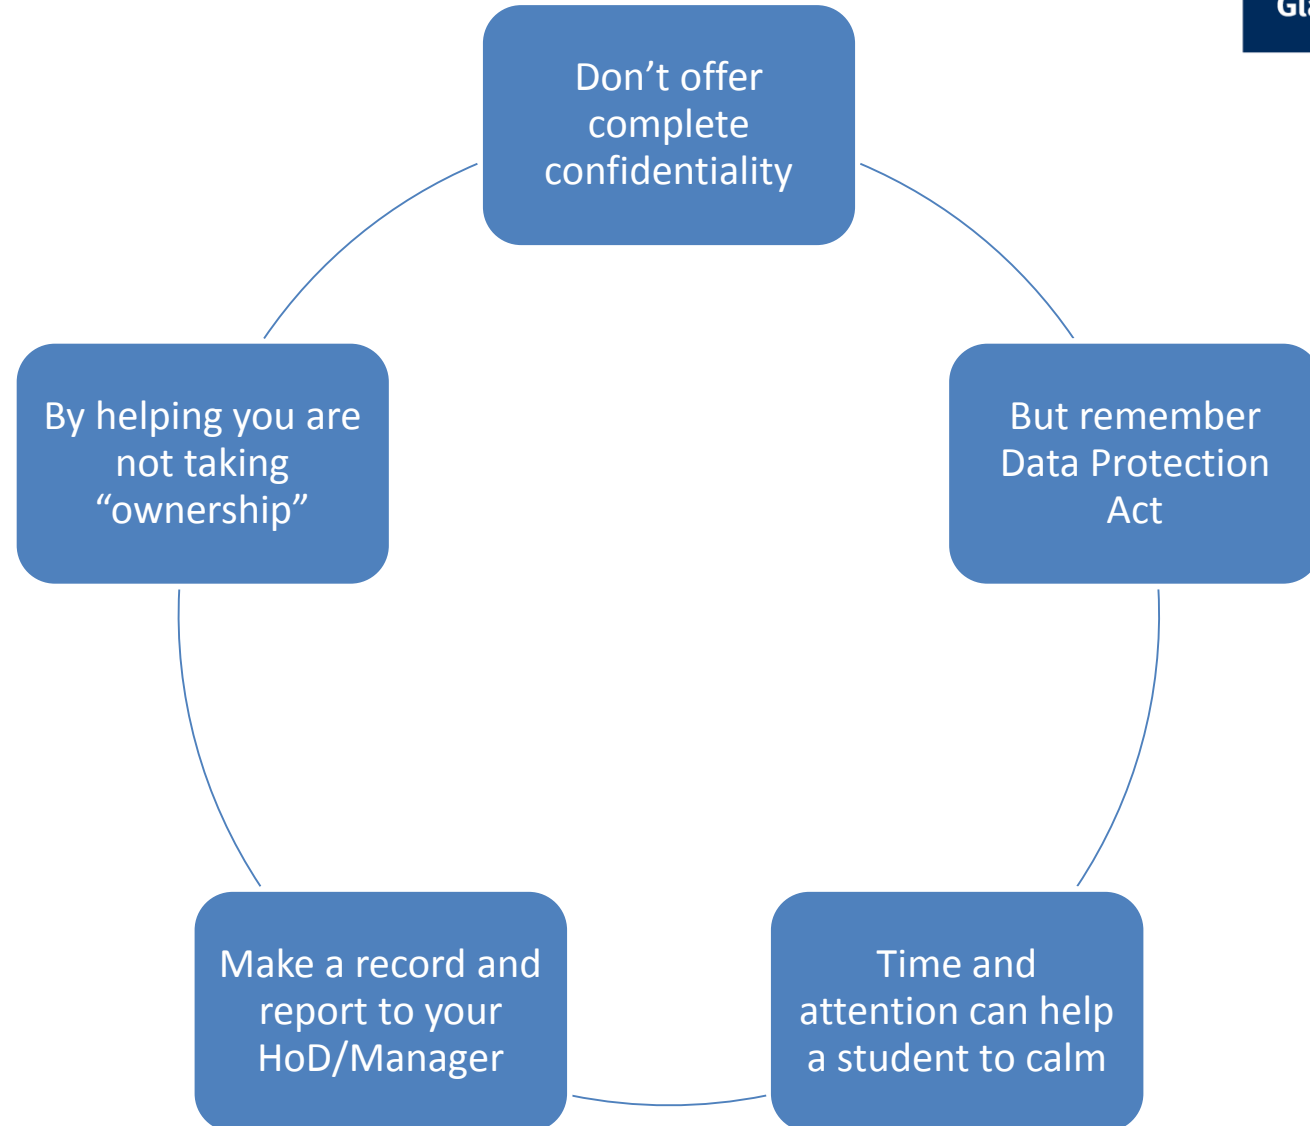 Don’t offer
complete
confidentiality
But remember
Data Protection
Act
Time and
attention can help
a student to calm
Make a record and
report to your
HoD/Manager
By helping you are
not taking
“ownership”